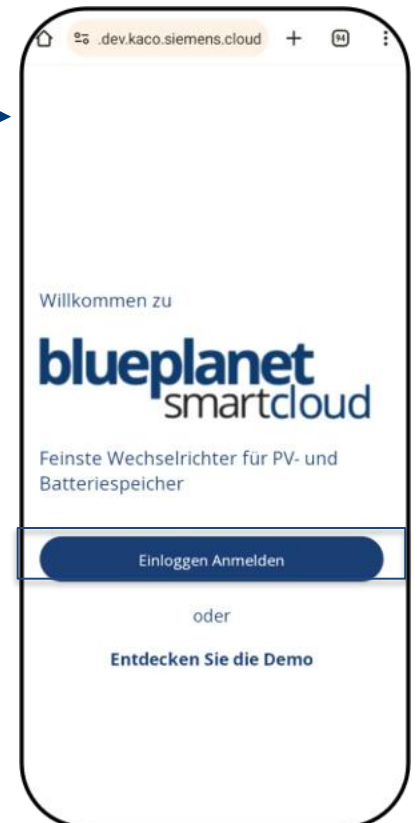 .dev.kaco.siemens.cloud
94
Willkommen zu
blueplanet
smartcloud
Feinste Wechselrichter für PV- und
Batteriespeicher
Einloggen Anmelden
oder
Entdecken Sie die Demo